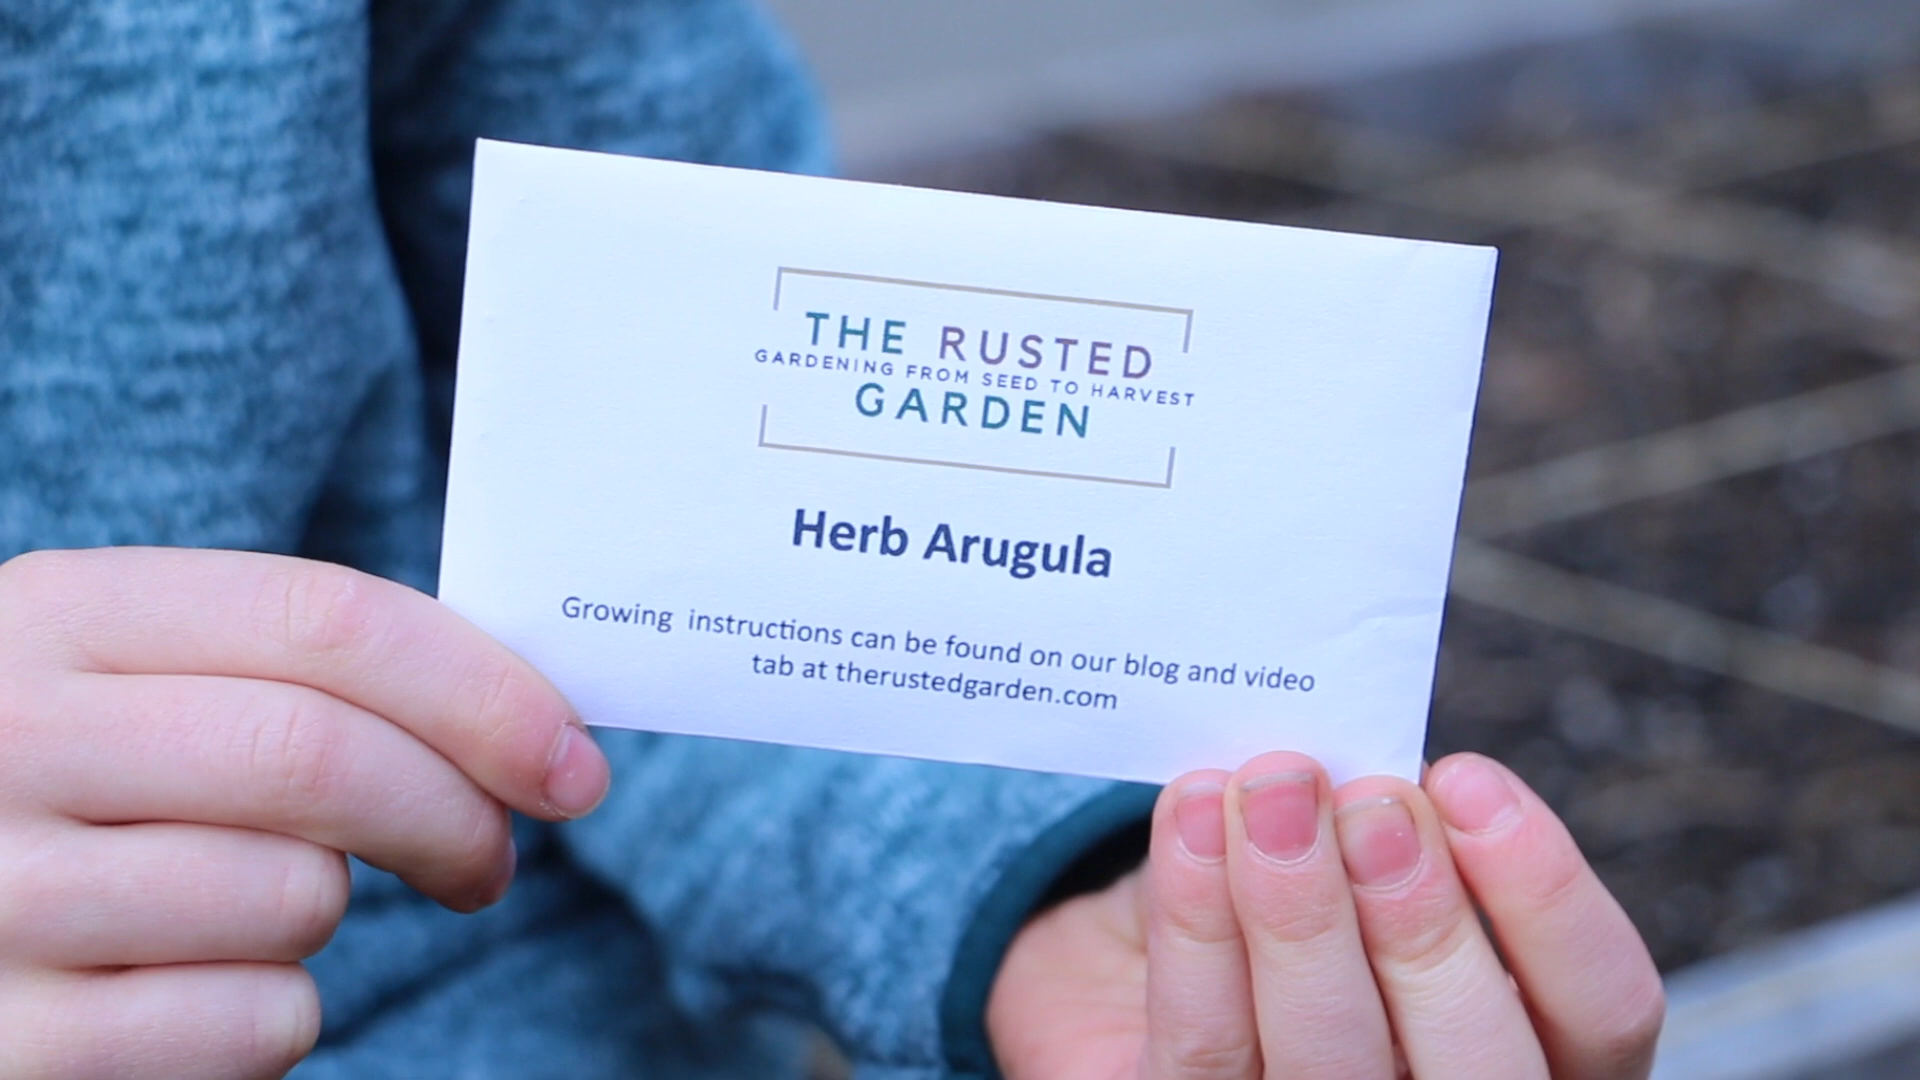 THE RUSTED
GARDENING FROM SEED TO HARVEST
GARDEN
Herb Arugula
Growing instructions can be found on our blog and video
tab at therustedgarden.com